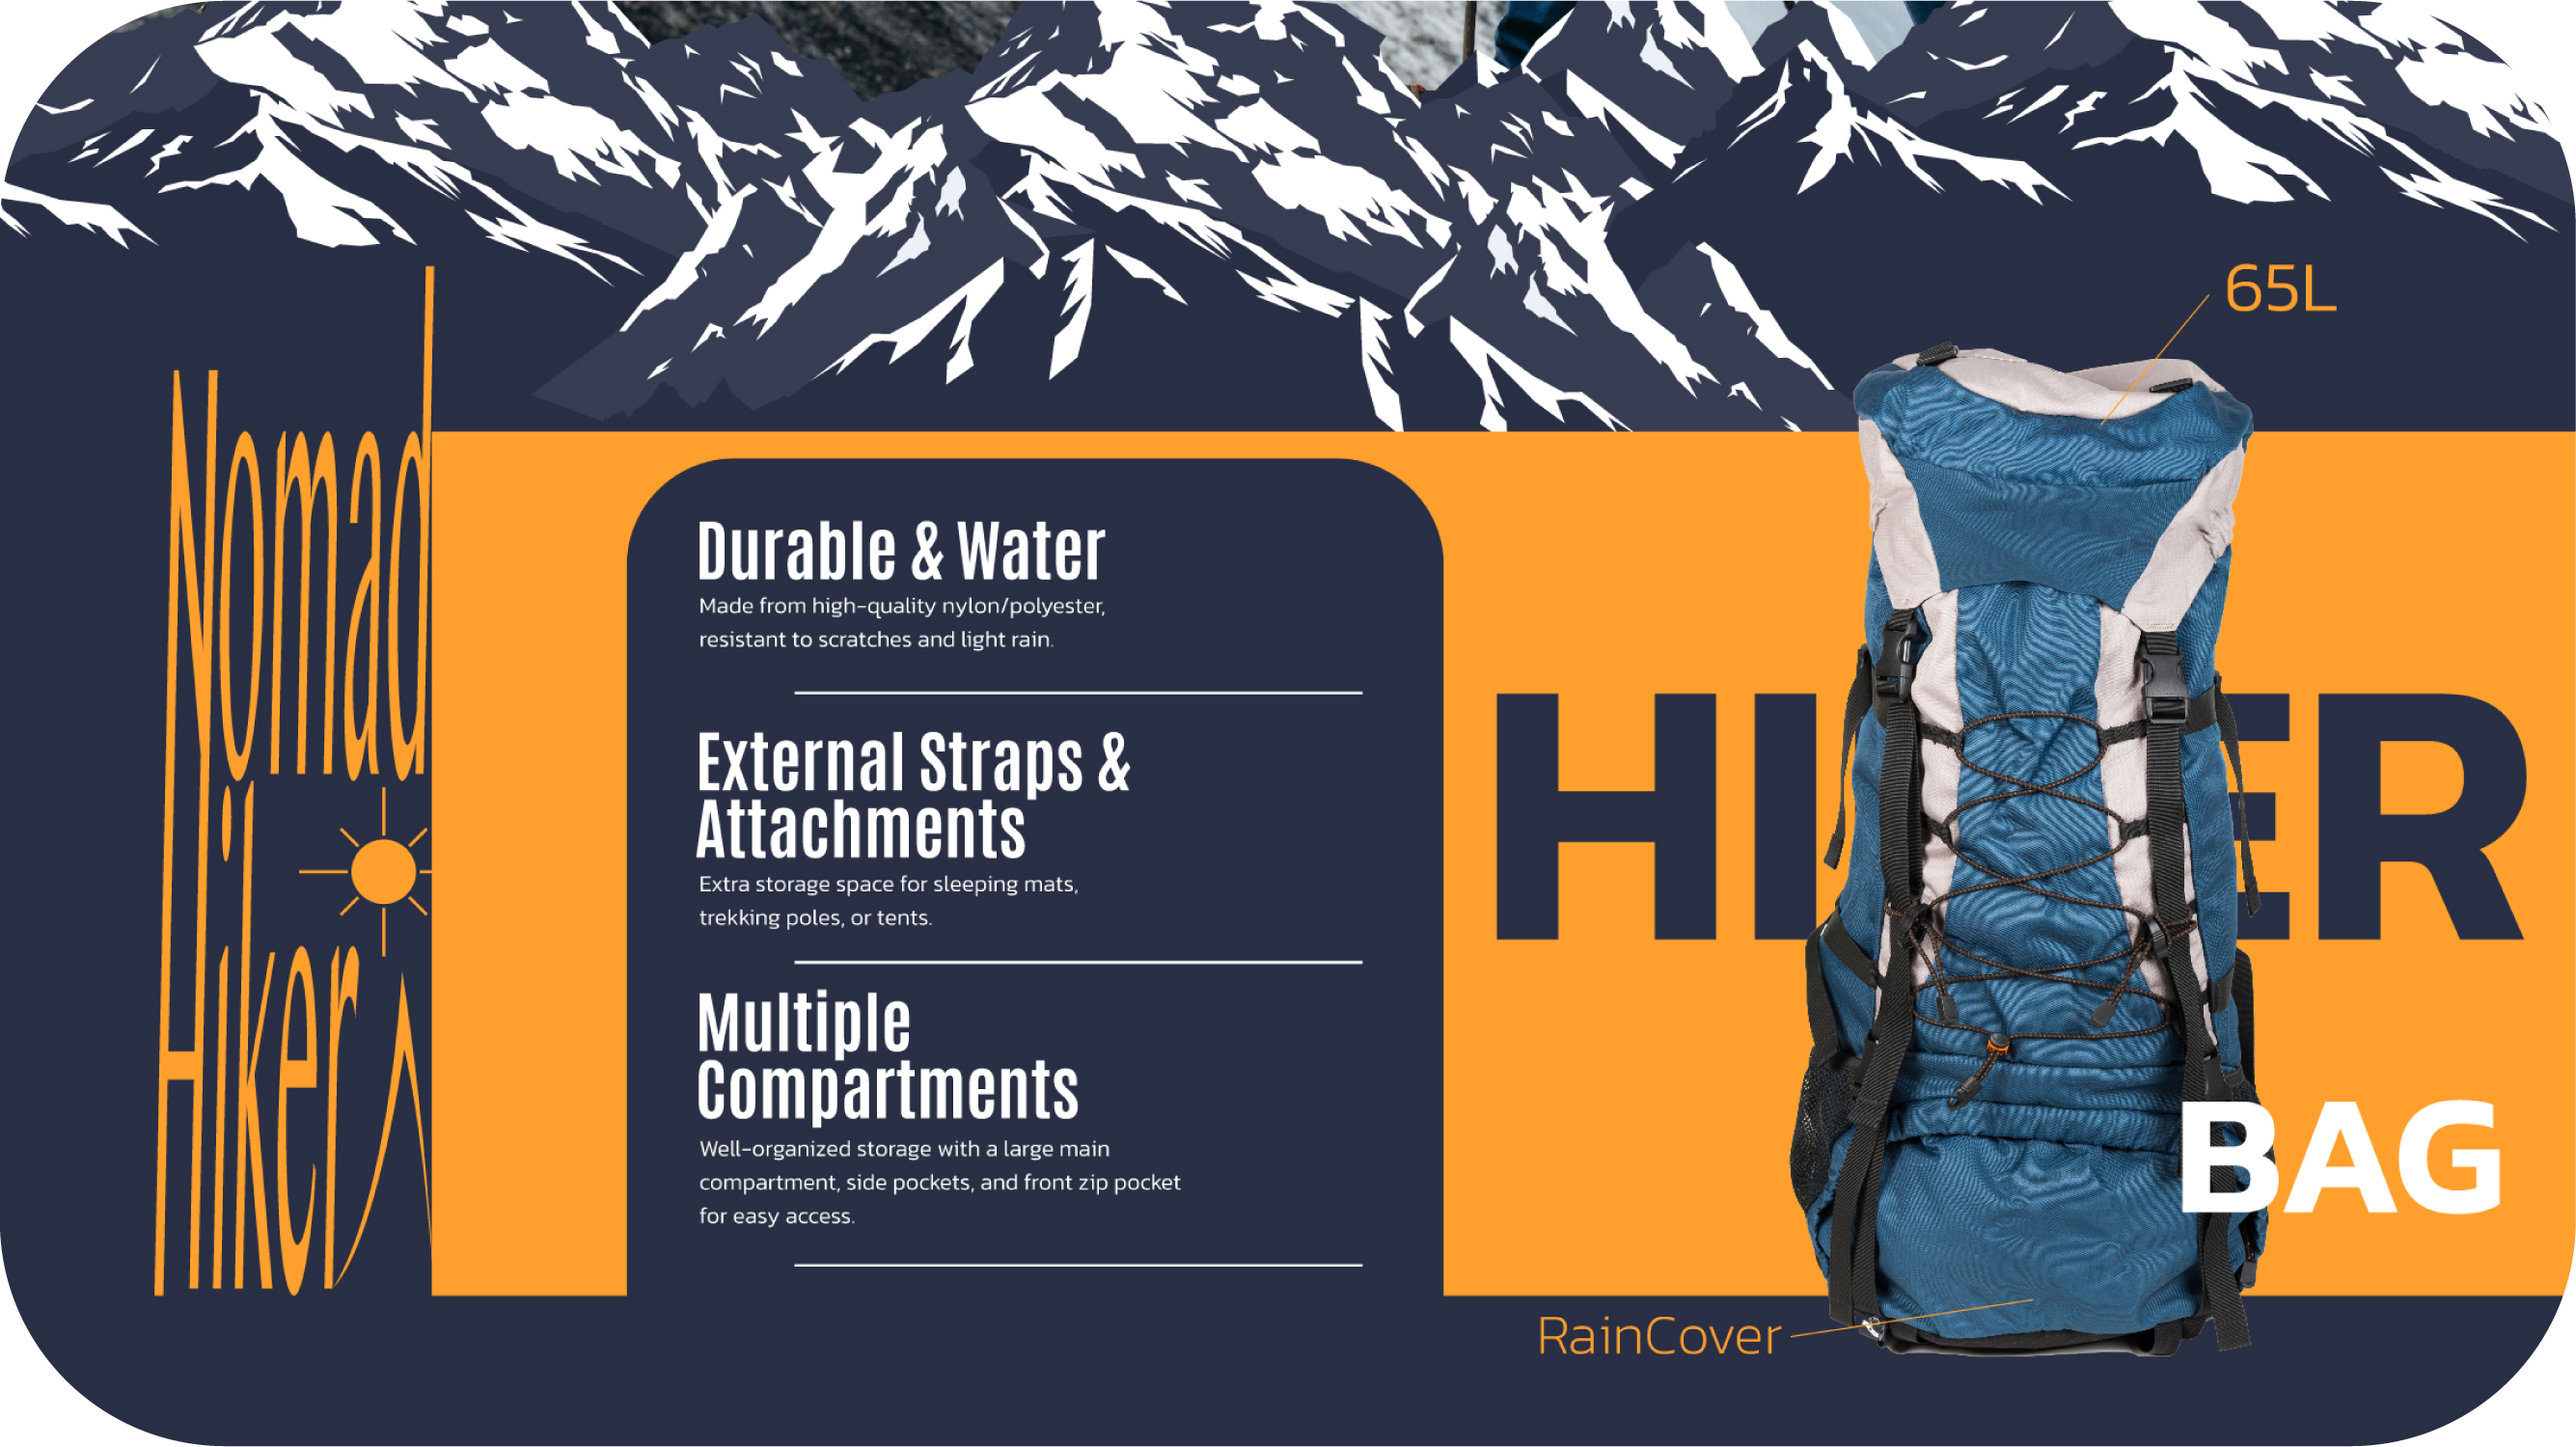 Nomad
Hiker
65L
Durable & Water
Made from high-quality nylon/polyester,
resistant to scratches and light rain.
External Straps &
Attachments
Extra storage space for sleeping mats,
trekking poles, or tents.
Multiple
Compartments
Well-organized storage with a large main
compartment, side pockets, and front zip pocket
for easy access.
HIKER
BAG
RainCover